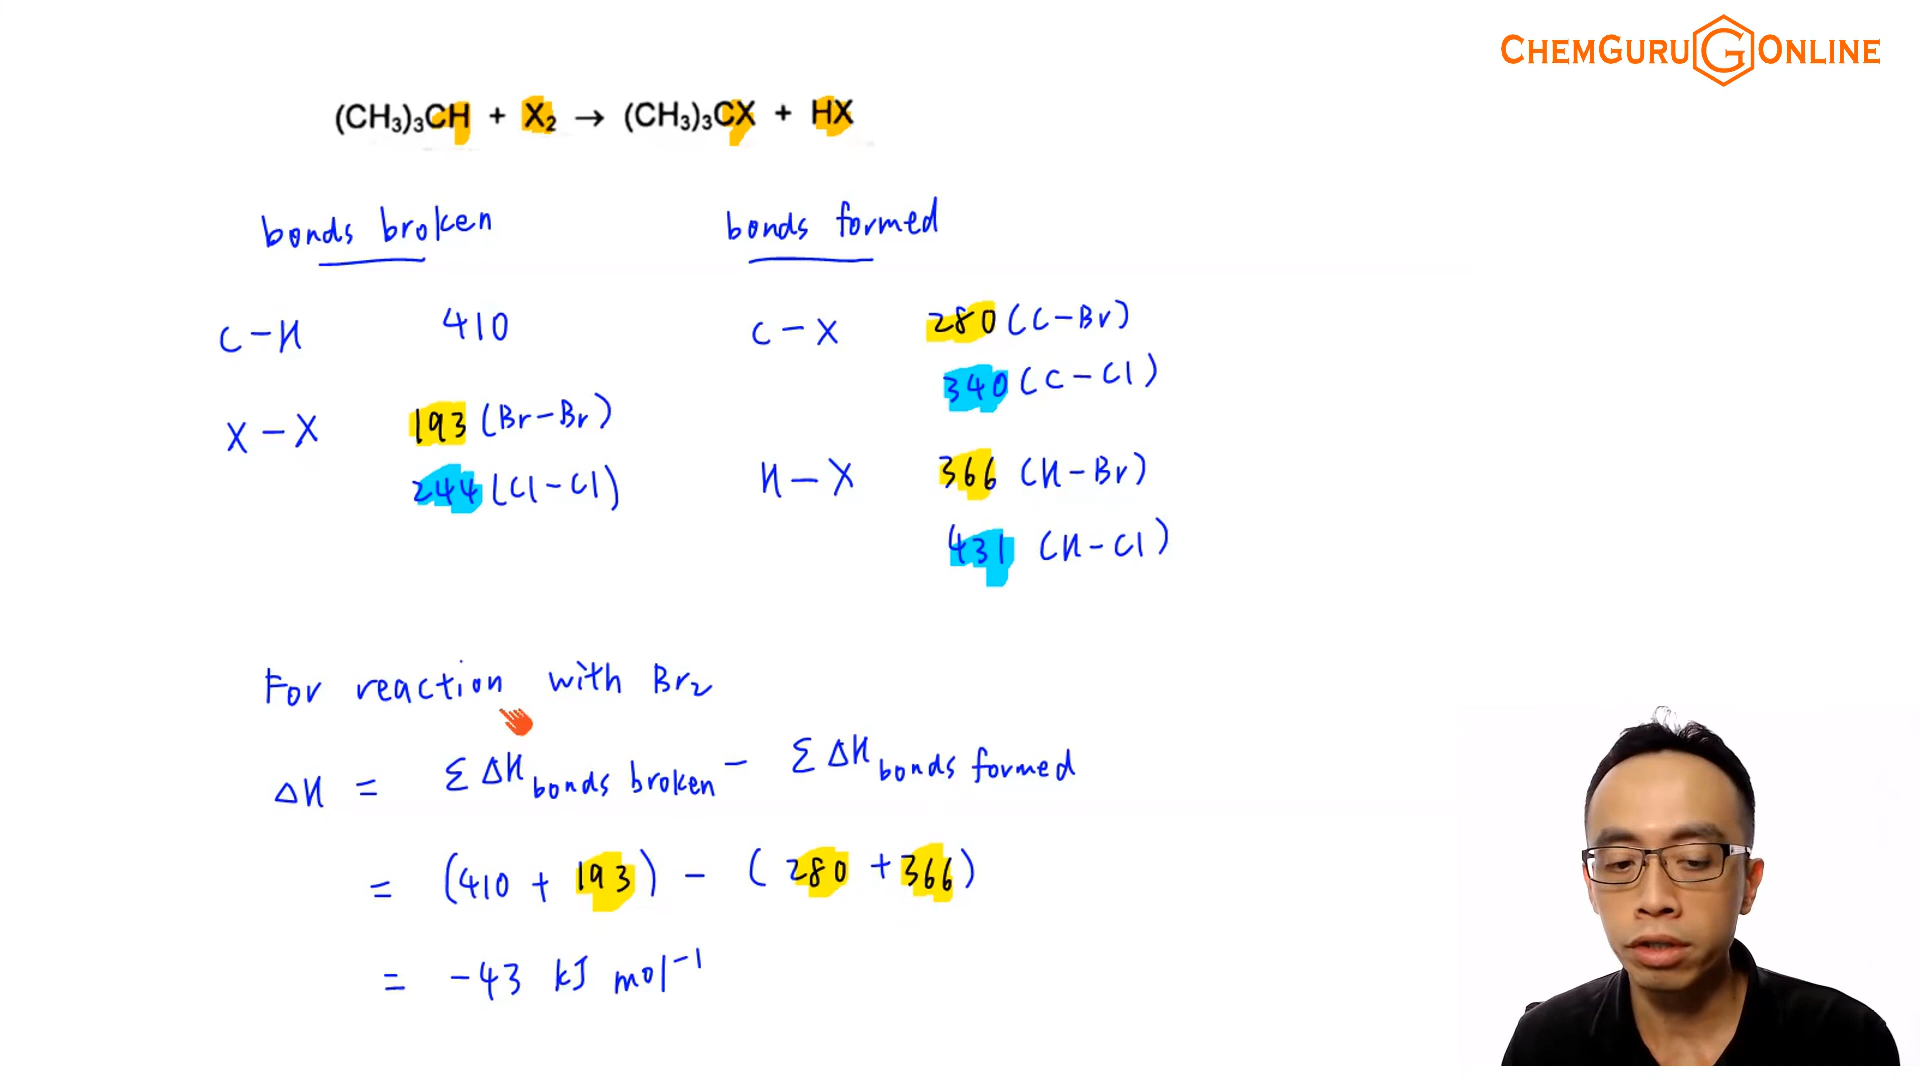 CHEMGURU G ONLINE
(CH₃)₃CH + X₂ → (CH₃)₃CX + HX
bonds broken
bonds formed
C-H 410
C-X 280 (C-Br)
340 (C-Cl)
X-X 193 (Br-Br)
244 (Cl-Cl)
H-X 366 (H-Br)
431 (H-Cl)
For reaction with Br₂
ΔH = Σ ΔH bonds broken - Σ ΔH bonds formed
= (410 + 193) - (280 + 366)
= -43 kJ mol⁻¹